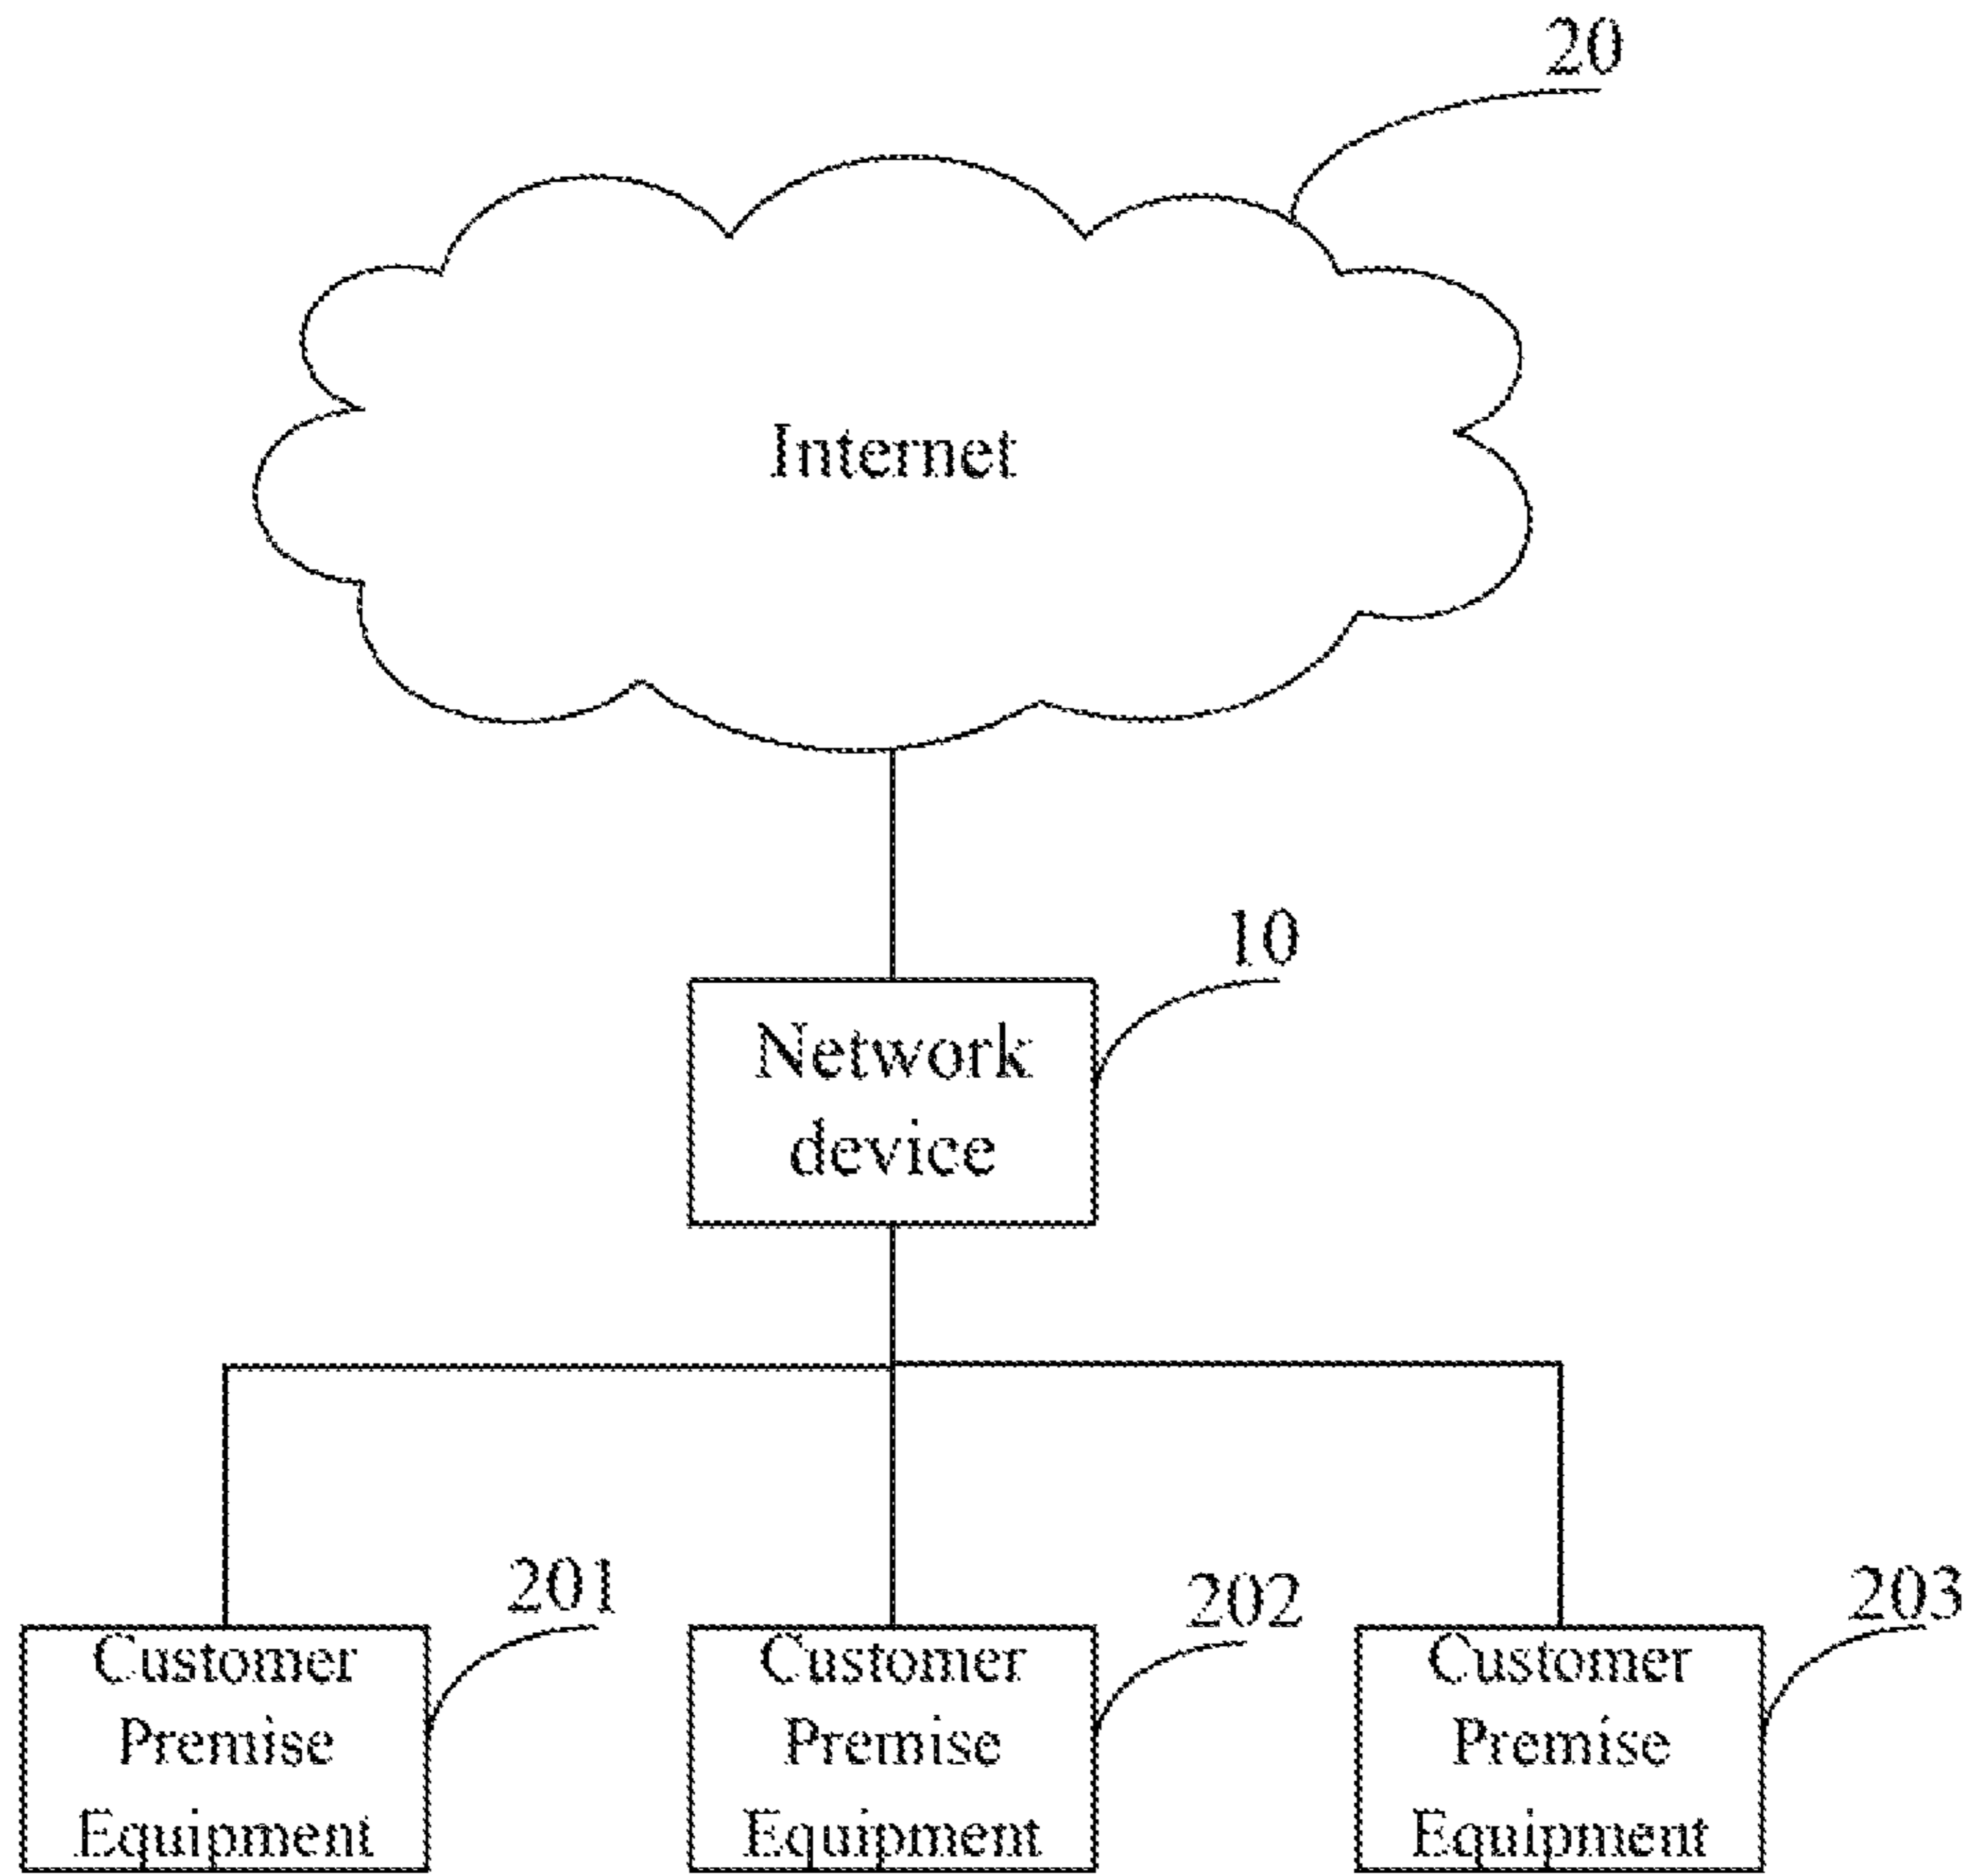 20
Internet
10
Network
device
201
202
203
Customer
Premise
Equipment
Customer
Premise
Equipment
Customer
Premise
Equipment